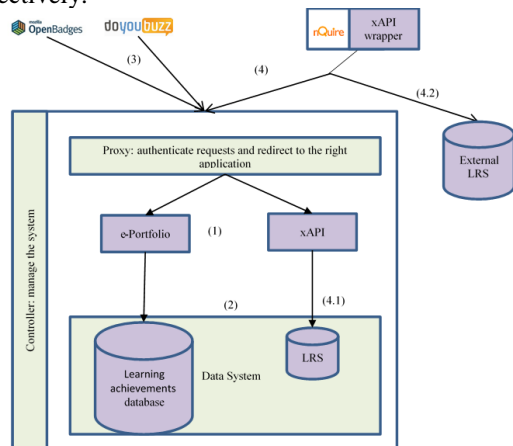 ectively.
mozilla
OpenBadges
doyoubuzz
nQuire
xAPI
wrapper
(3)
(4)
(4.2)
Proxy: authenticate requests and redirect to the right
application
External
LRS
Controller: manage the system
e-Portfolio
(1)
xAPI
(2)
(4.1)
Learning
achievements
database
Data System
LRS